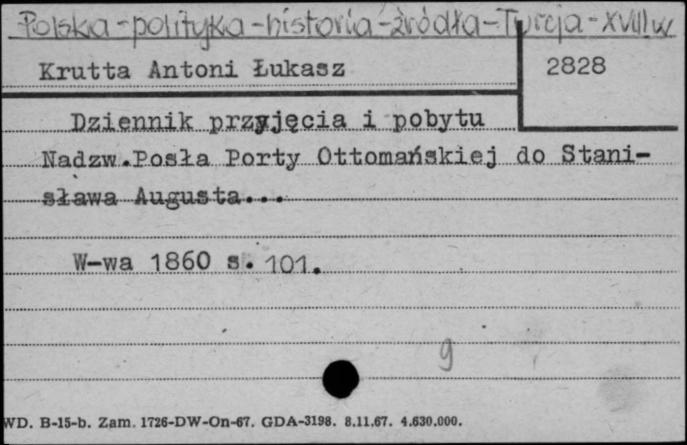 Polska-polityka-historia-źródła-Turcja-XVIII w
Krutta Antoni Łukasz
2828
Dziennik przyjęcia i pobytu
Nadzw.Posła Porty Ottomańskiej do Stani-
sława Augusta...
W-wa 1860 s. 101.
9
WD. B-15-b. Zam. 1726-DW-On-67. GDA-3198. 8.11.67. 4.630.000.